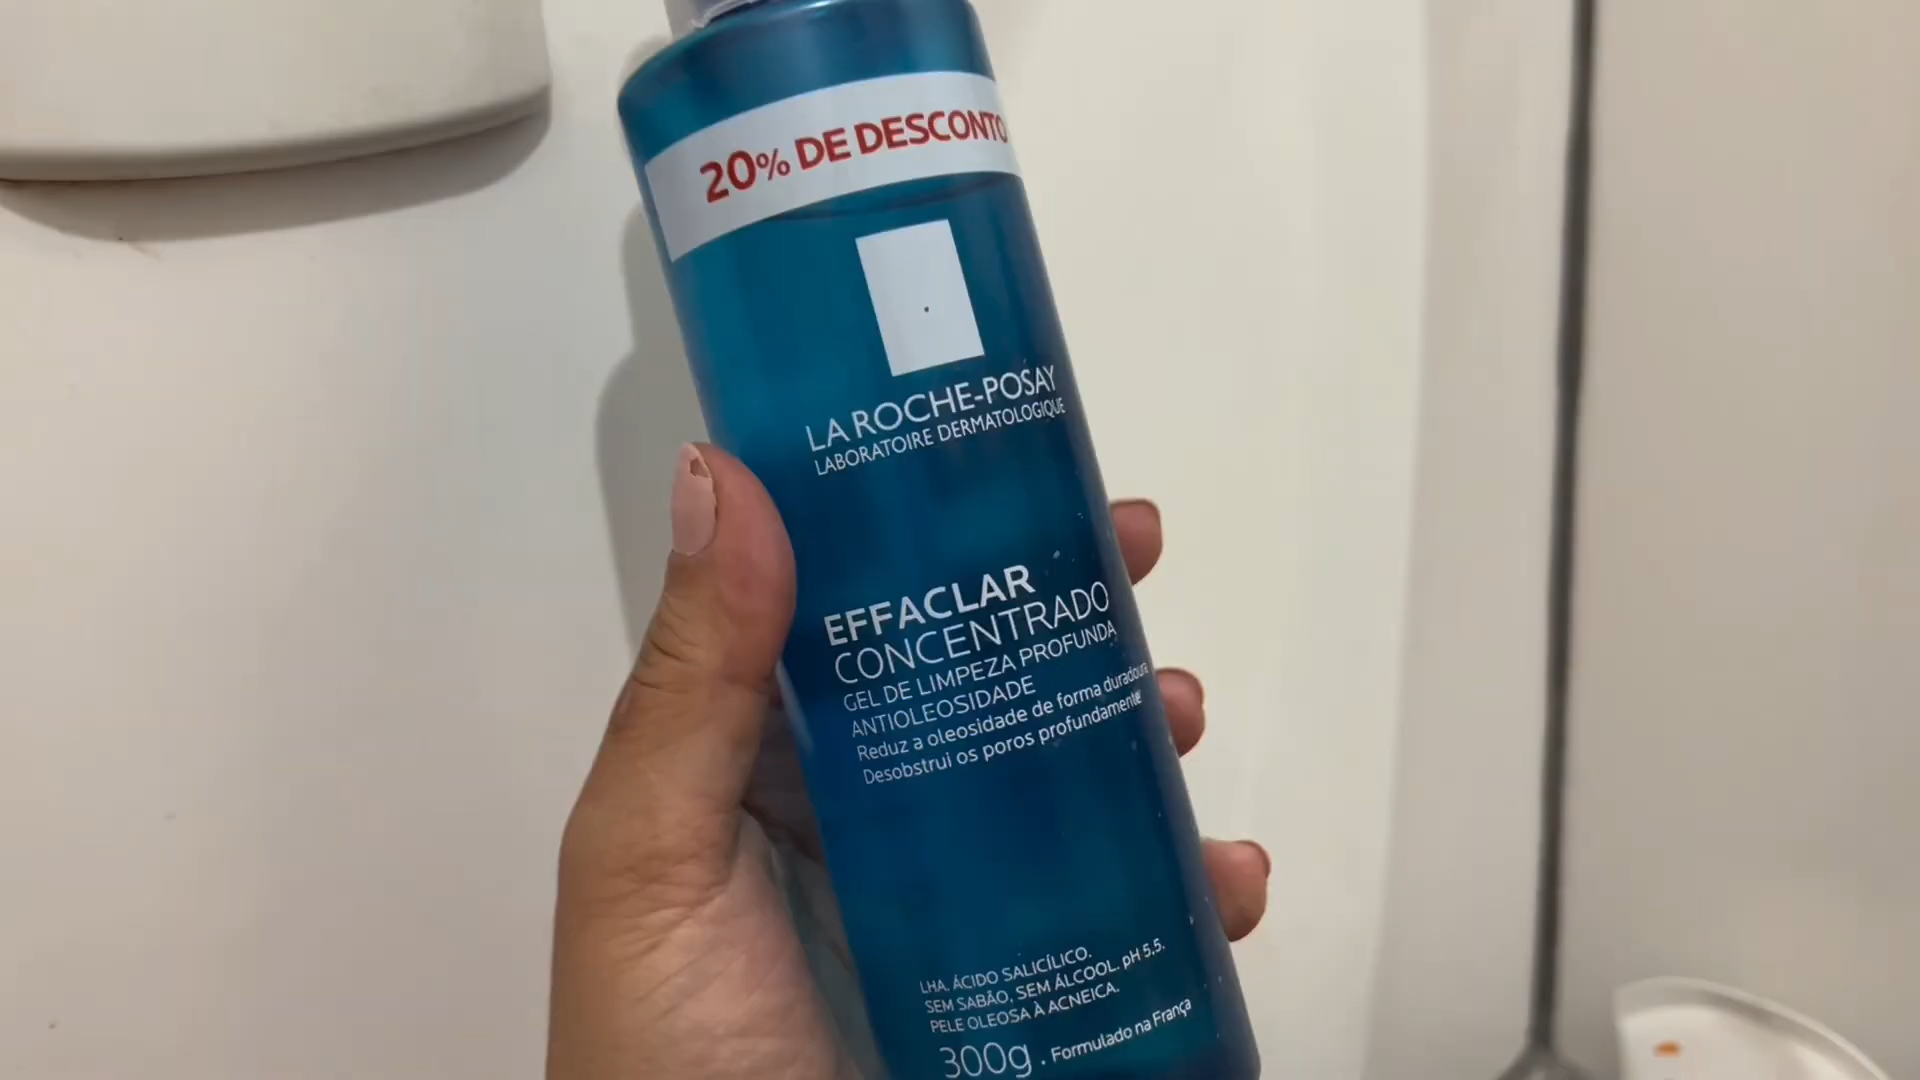 20% DE DESCONTO
LA ROCHE-POSAY
LABORATOIRE DERMATOLOGIQUE
EFFACLAR
CONCENTRADO
GEL DE LIMPEZA PROFUNDA
ANTIOLEOSIDADE
Reduz a oleosidade de forma duradoura
Desobstrui os poros profundamente
LHA. ÁCIDO SALICÍLICO.
SEM SABÃO, SEM ÁLCOOL. pH 5.5.
PELE OLEOSA À ACNEICA.
300g . Formulado na França